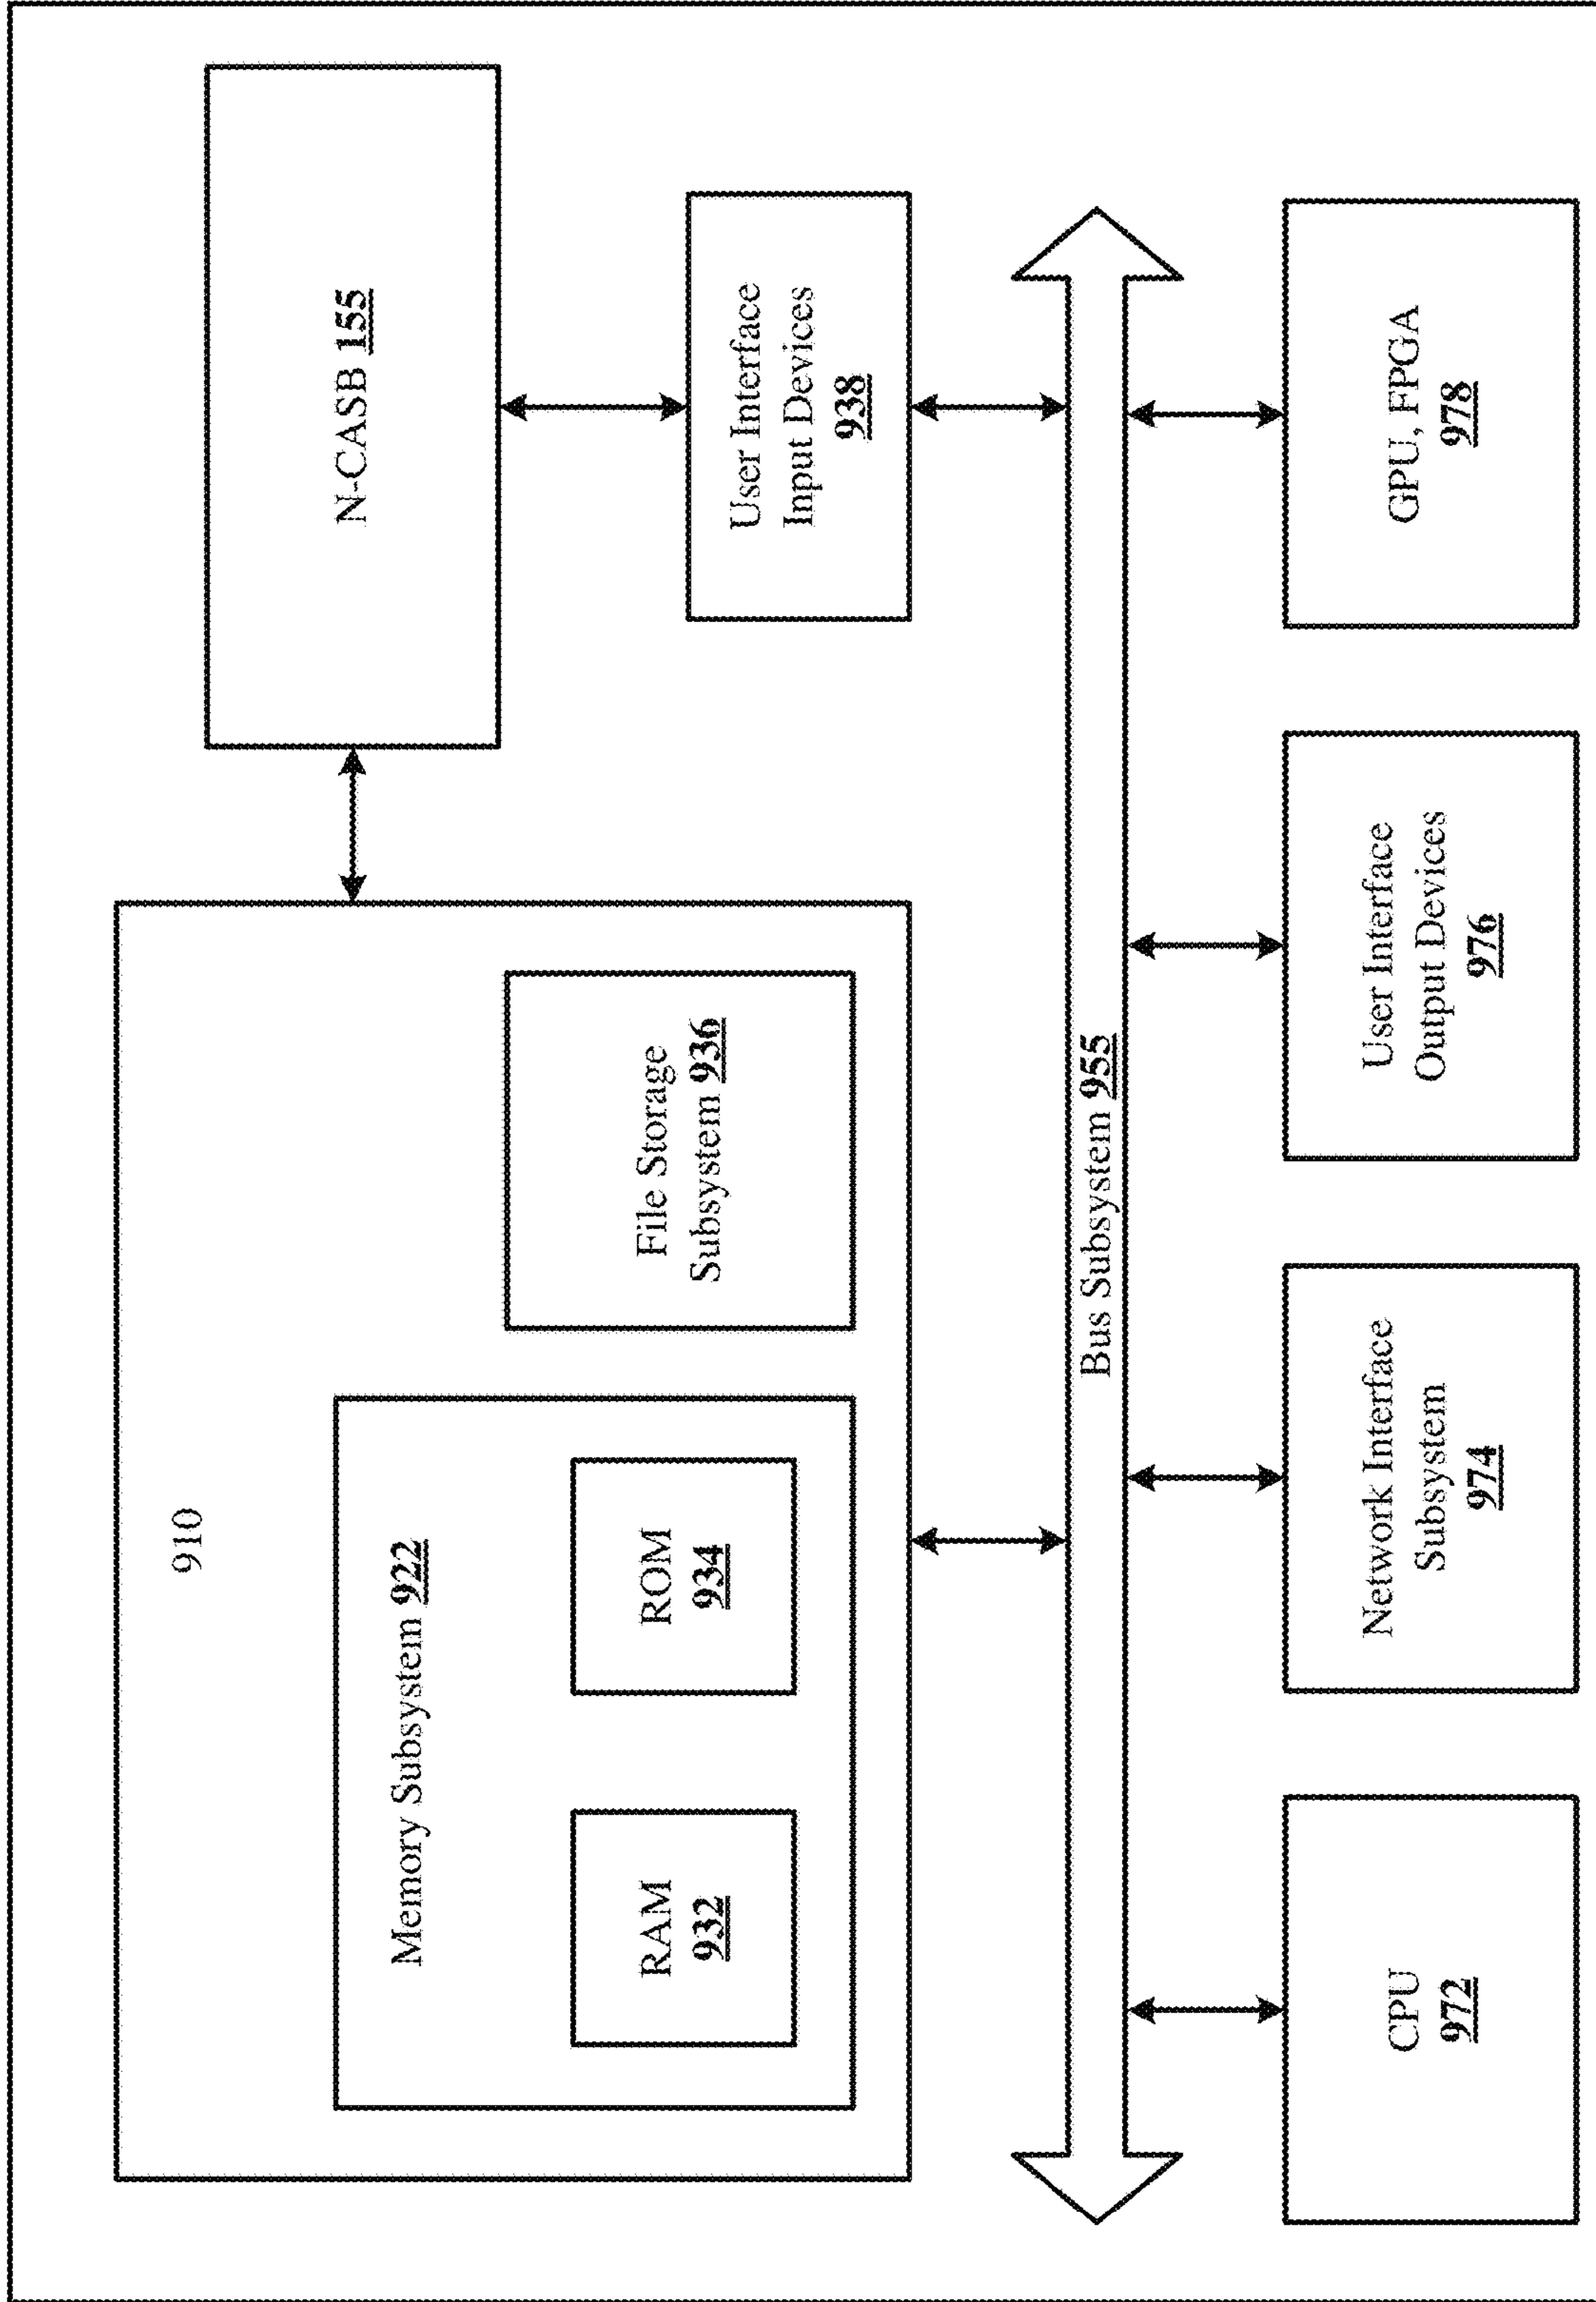 910
N-CASB 155
Memory Subsystem 922
RAM
932
ROM
934
File Storage
Subsystem 936
User Interface
Input Devices
938
Bus Subsystem 955
CPU
972
Network Interface
Subsystem
974
User Interface
Output Devices
976
GPU, FPGA
978